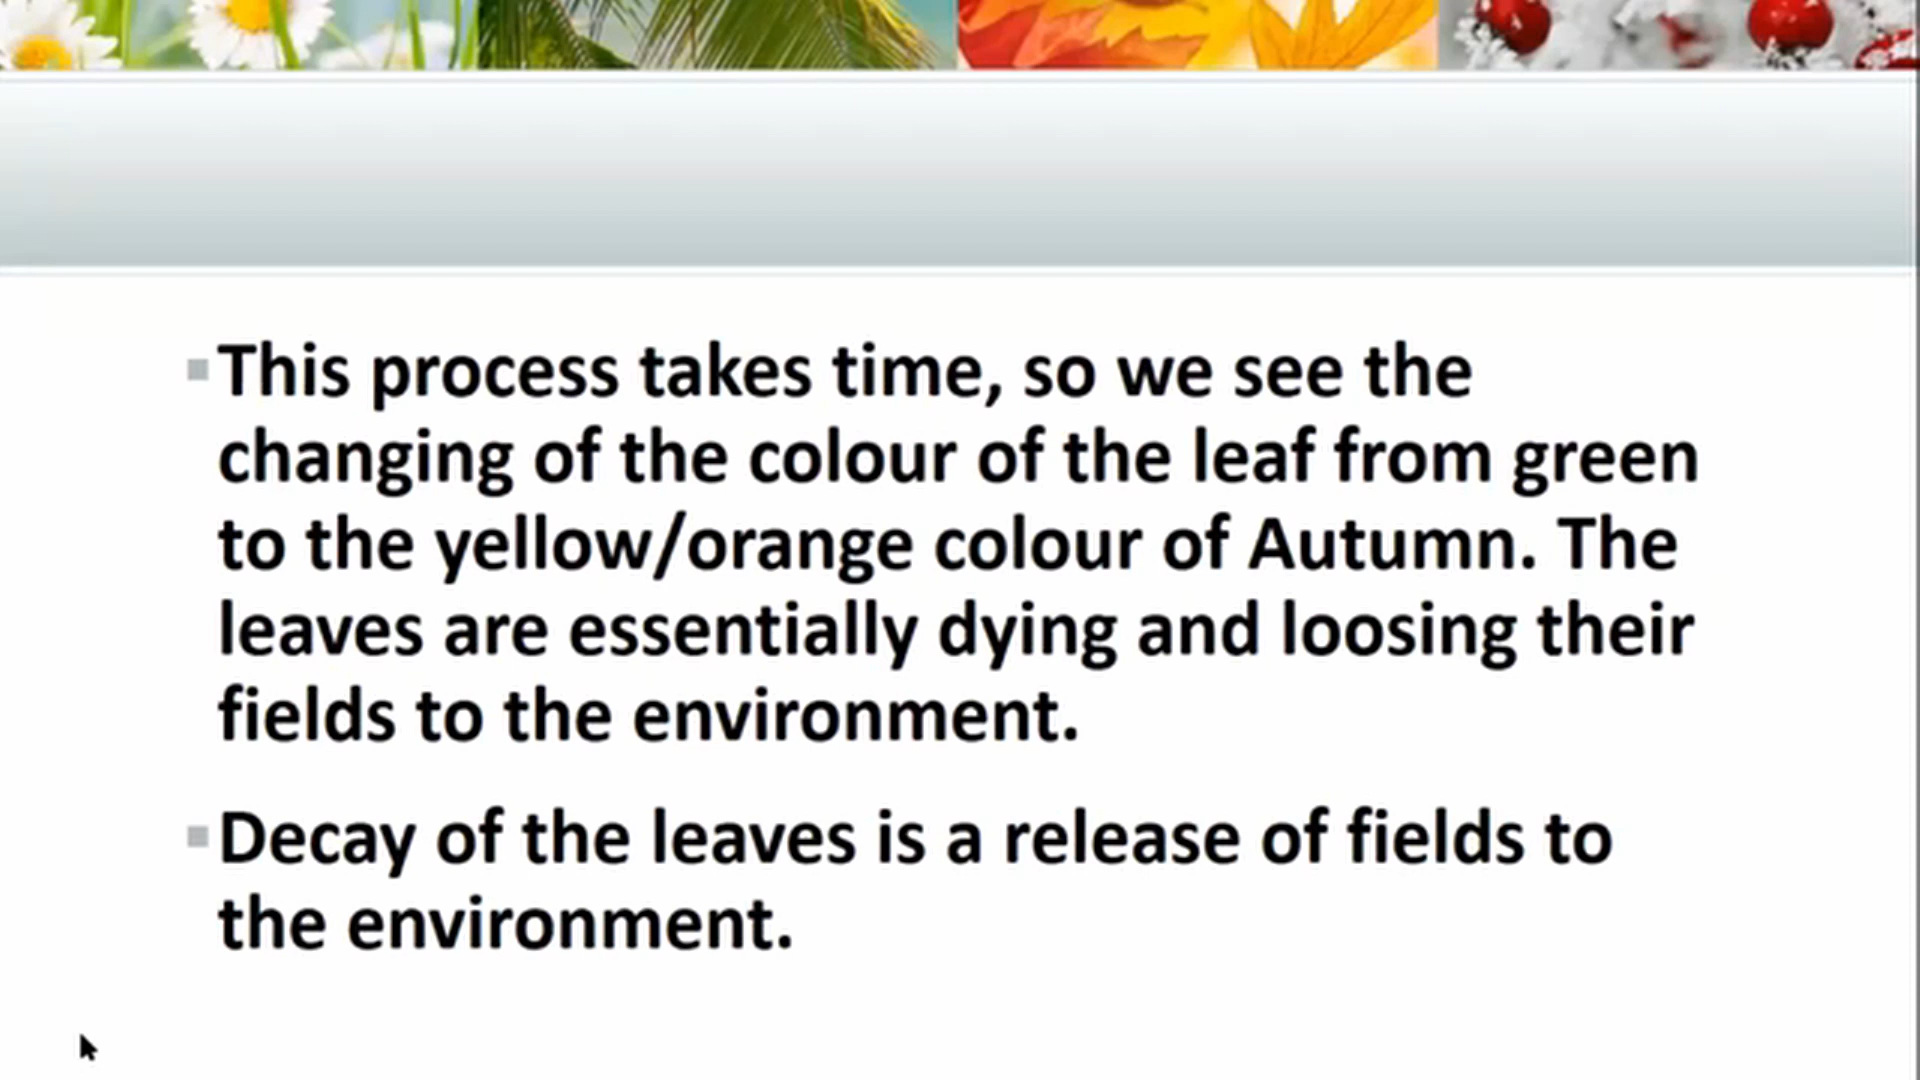 This process takes time, so we see the
changing of the colour of the leaf from green
to the yellow/orange colour of Autumn. The
leaves are essentially dying and loosing their
fields to the environment.
Decay of the leaves is a release of fields to
the environment.